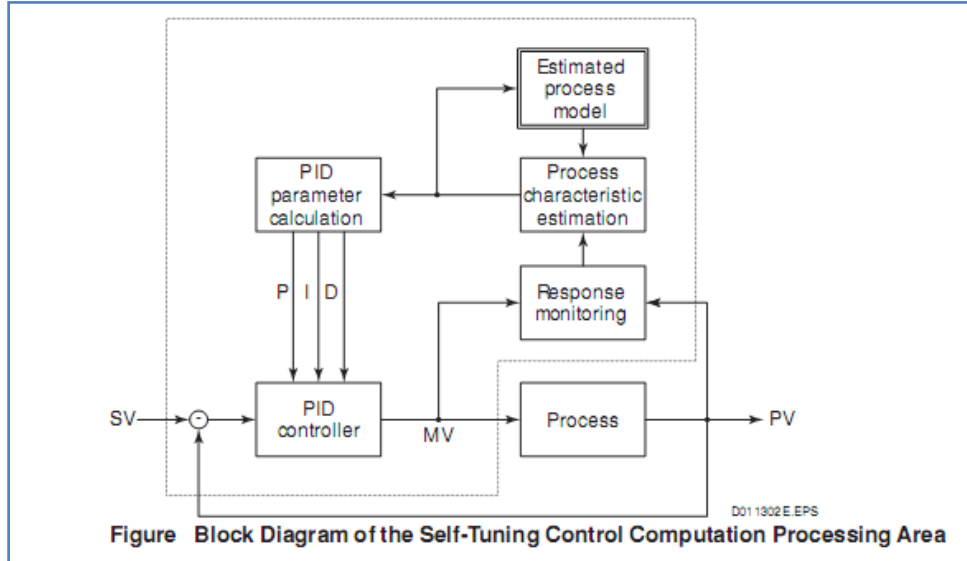 Estimated
process
model
PID
parameter
calculation
Process
characteristic
estimation
P I D
Response
monitoring
SV
-
PID
controller
MV
Process
PV
D011302E.EPS
Figure Block Diagram of the Self-Tuning Control Computation Processing Area